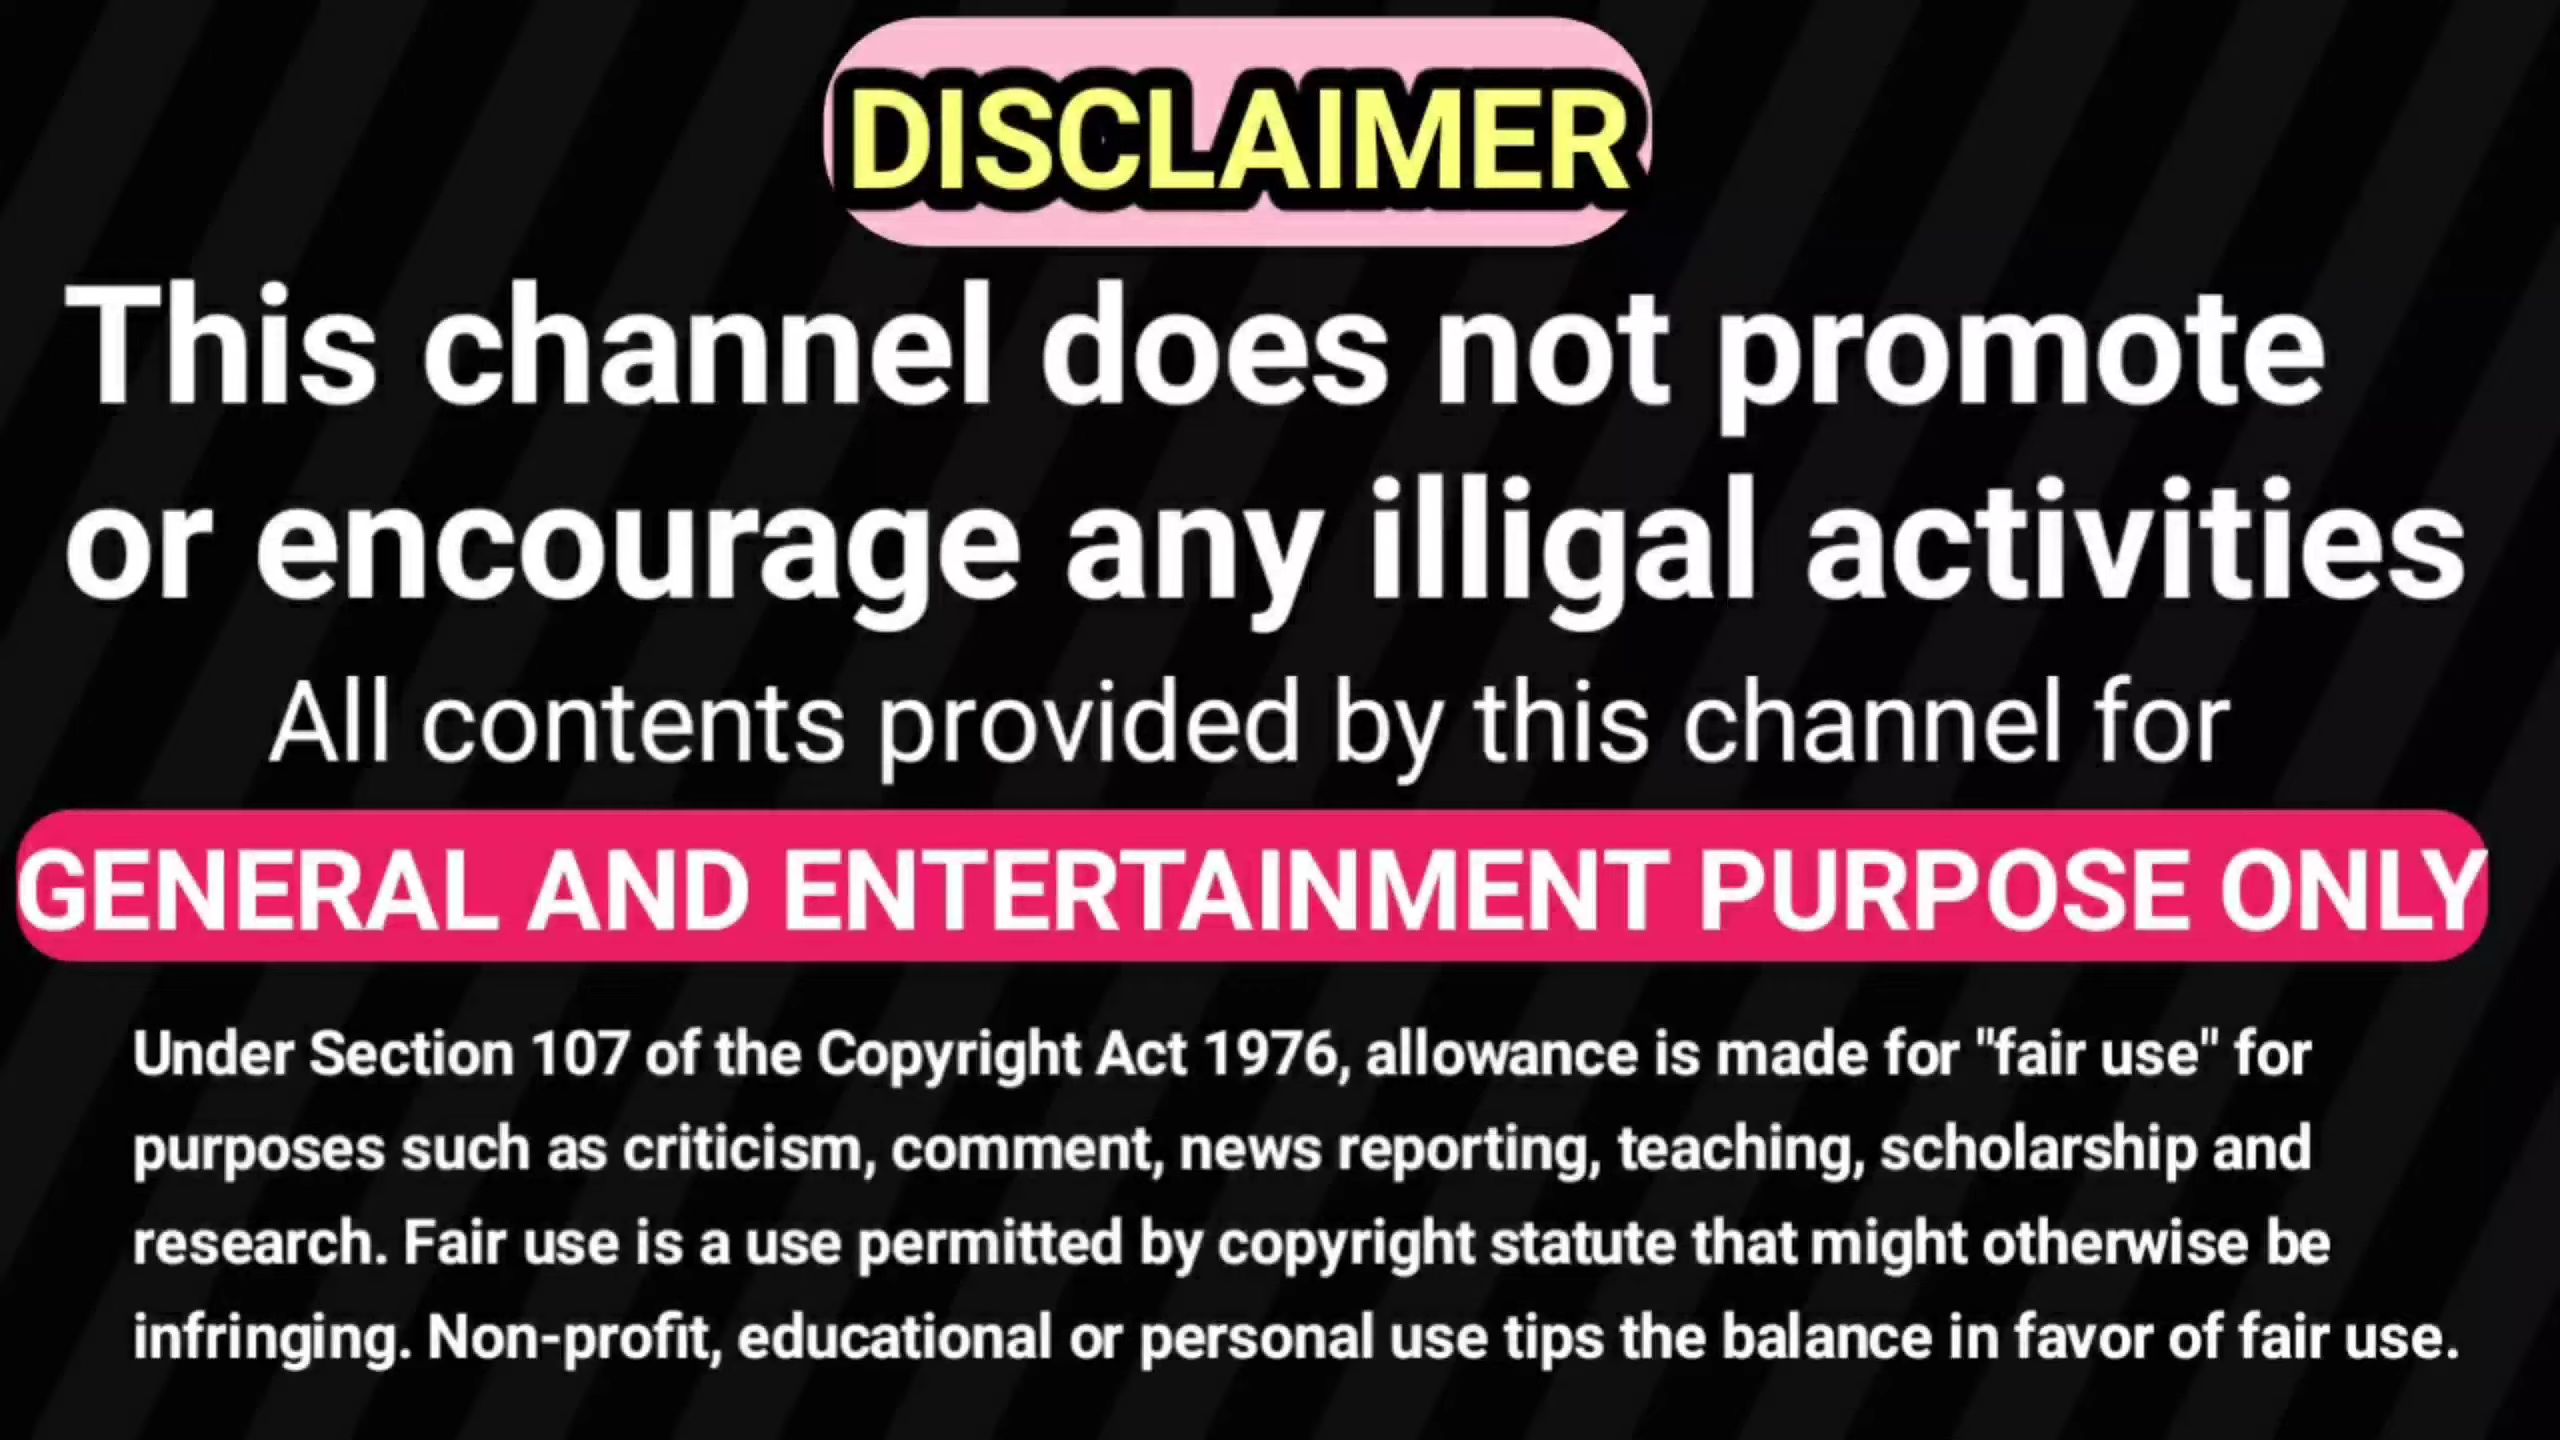 DISCLAIMER
This channel does not promote
or encourage any illigal activities
All contents provided by this channel for
GENERAL AND ENTERTAINMENT PURPOSE ONLY
Under Section 107 of the Copyright Act 1976, allowance is made for "fair use" for
purposes such as criticism, comment, news reporting, teaching, scholarship and
research. Fair use is a use permitted by copyright statute that might otherwise be
infringing. Non-profit, educational or personal use tips the balance in favor of fair use.